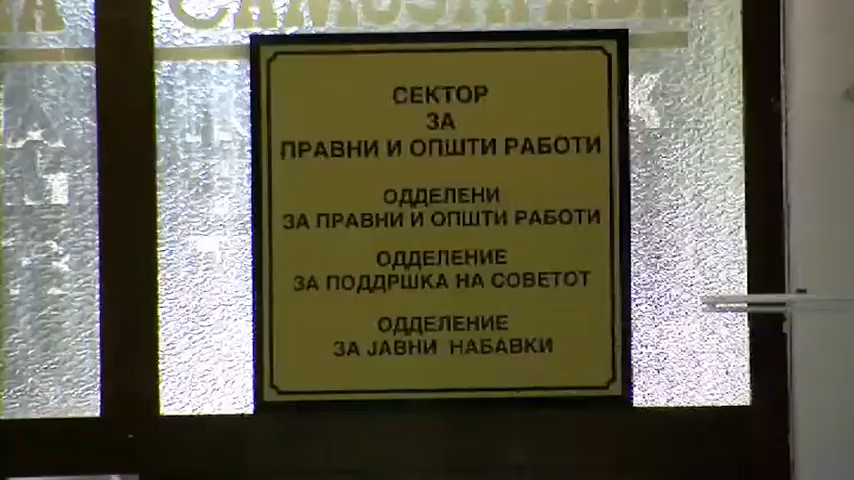 СЕКТОР
ЗА
ПРАВНИ И ОПШТИ РАБОТИ
ОДДЕЛЕНИ
ЗА ПРАВНИ И ОПШТИ РАБОТИ
ОДДЕЛЕНИЕ
ЗА ПОДДРШКА НА СОВЕТОТ
ОДДЕЛЕНИЕ
ЗА ЈАВНИ НАБАВКИ